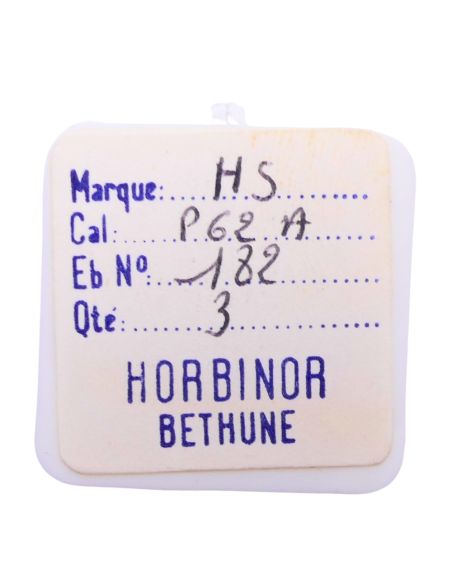 Marque: HS
Cal: P62 A
Eb Nº 182
Qté: 3
HORBINOR
BETHUNE